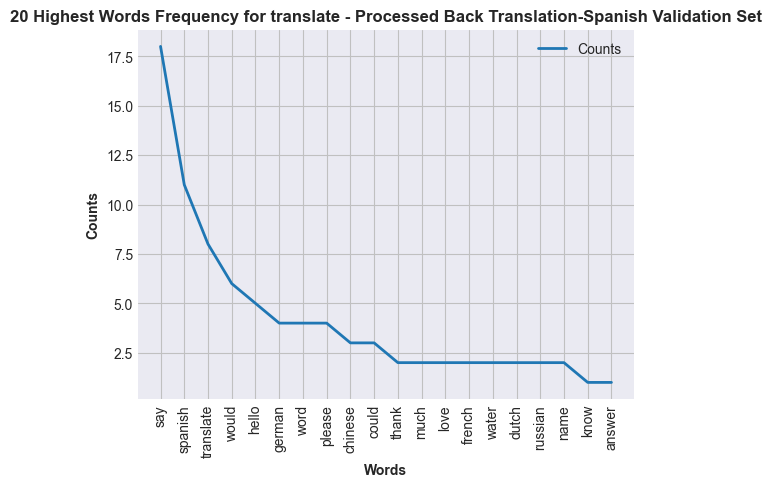 20 Highest Words Frequency for translate - Processed Back Translation-Spanish Validation Set
Counts
17.5
15.0
12.5
10.0
7.5
5.0
2.5
Counts
say
spanish
translate
would
hello
german
word
please
chinese
could
thank
much
love
french
water
dutch
russian
name
know
answer
Words